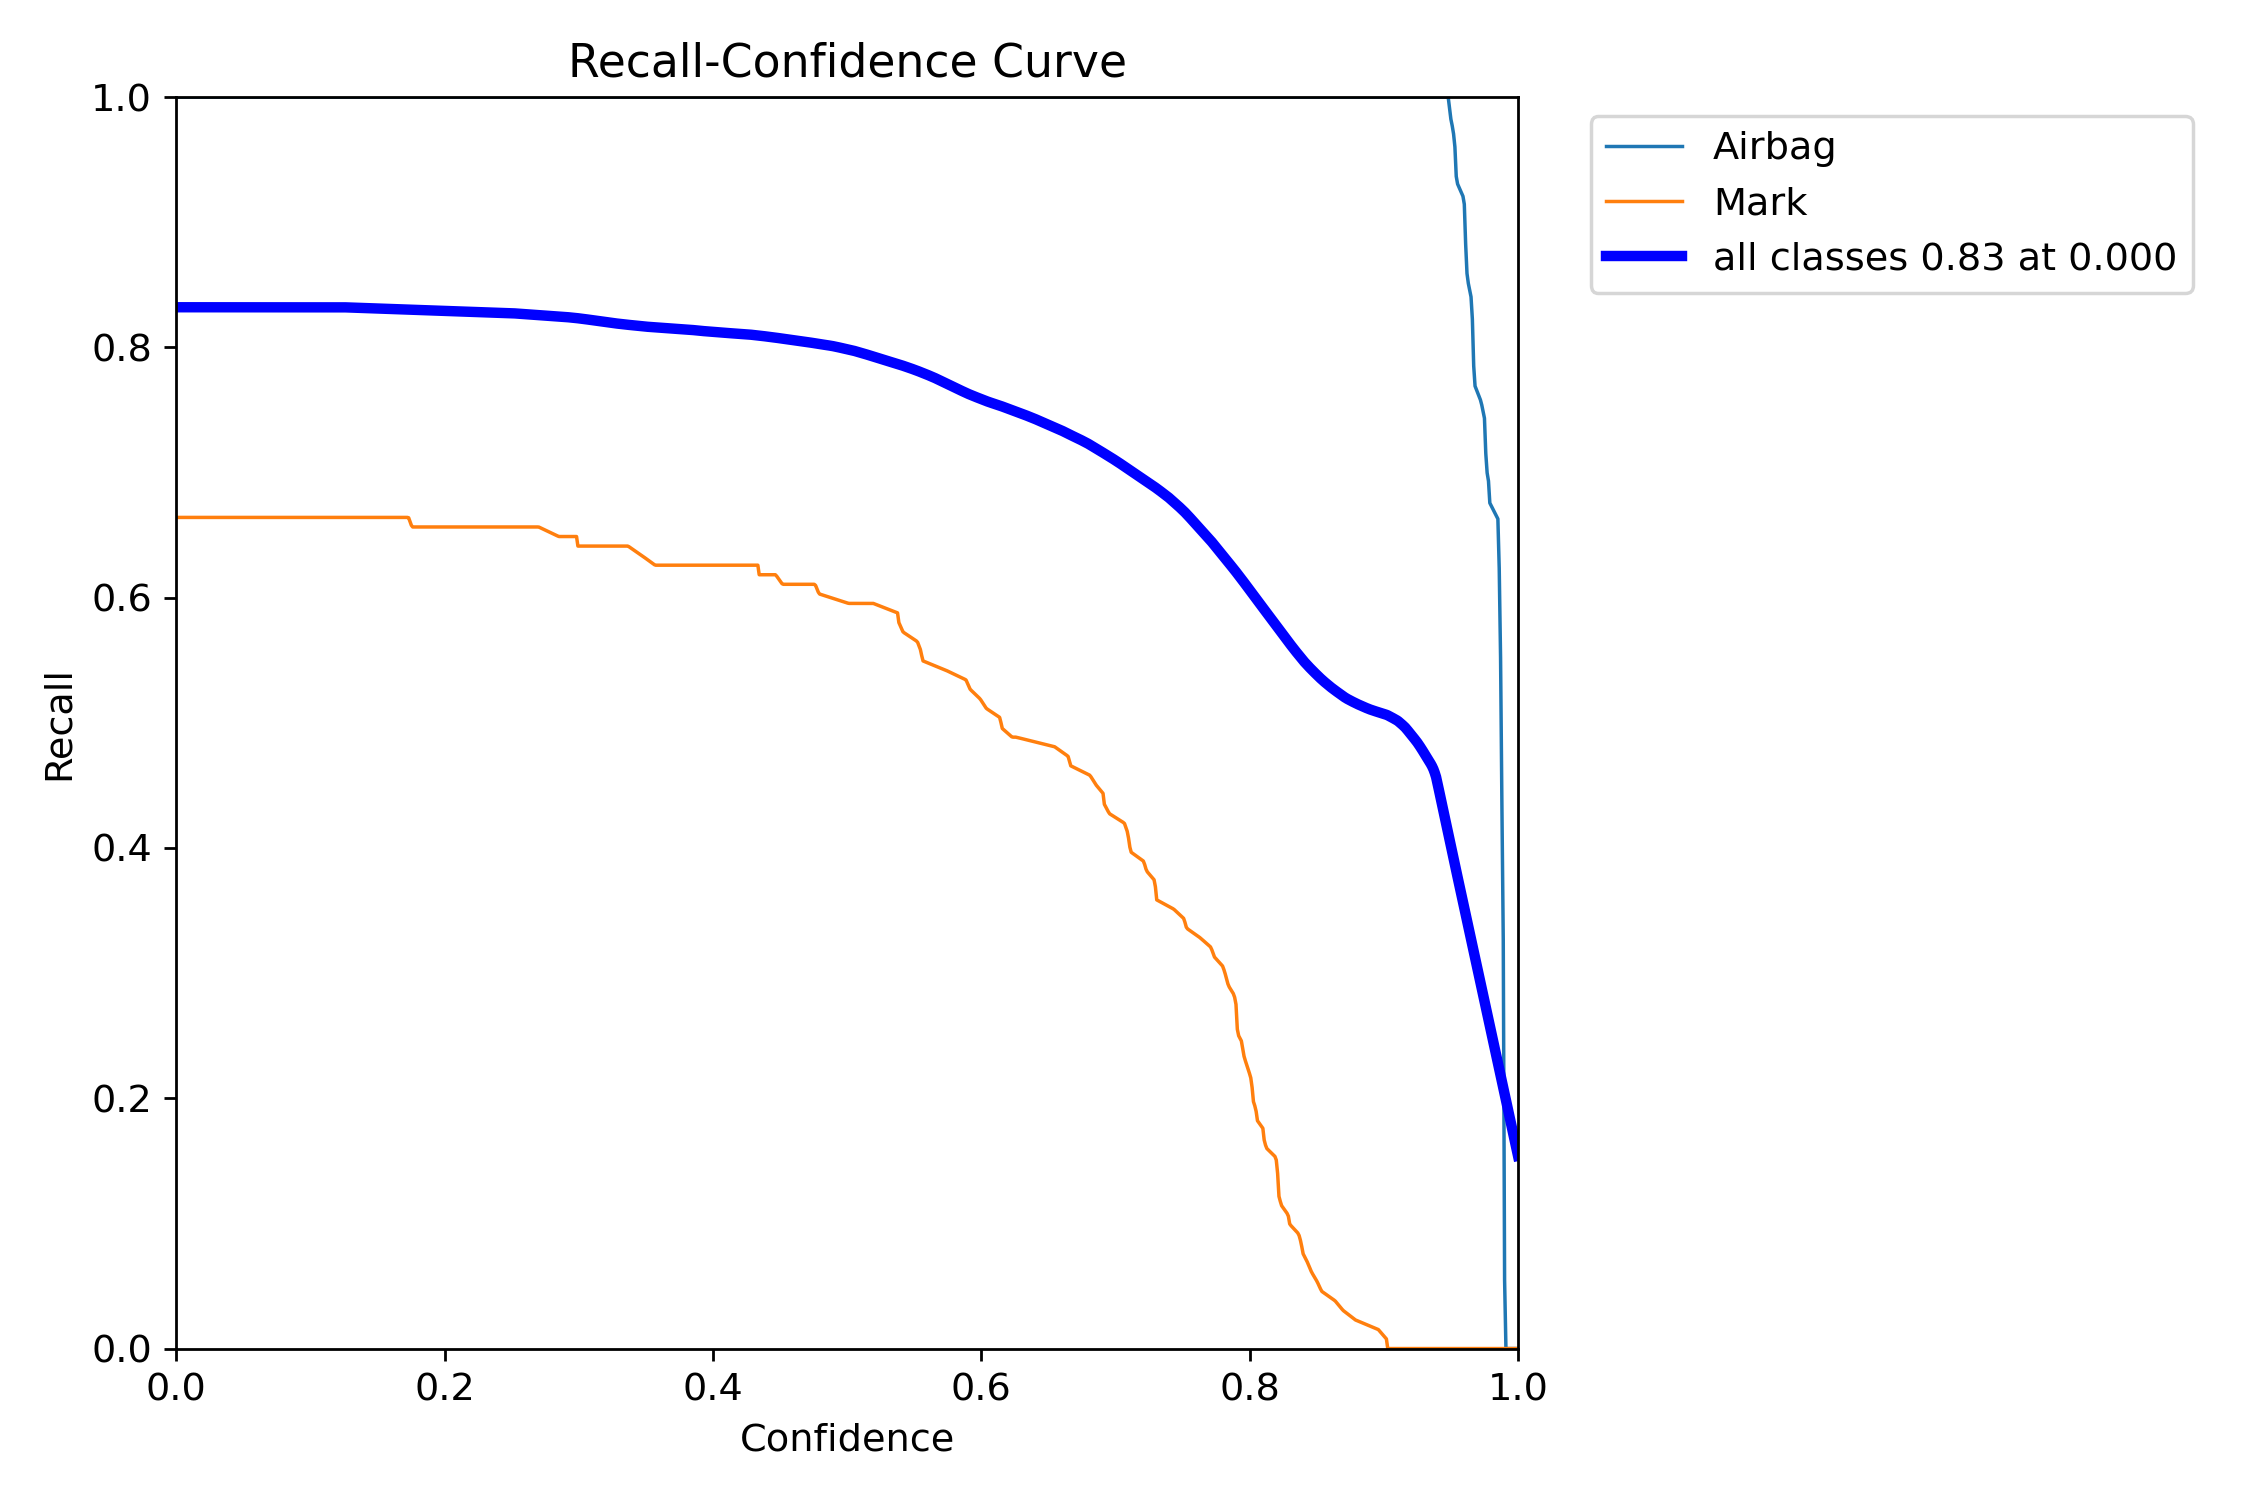 Recall-Confidence Curve
1.0
0.8
0.6
0.4
0.2
0.0
Recall
0.0 0.2 0.4 0.6 0.8 1.0
Confidence
Airbag
Mark
all classes 0.83 at 0.000